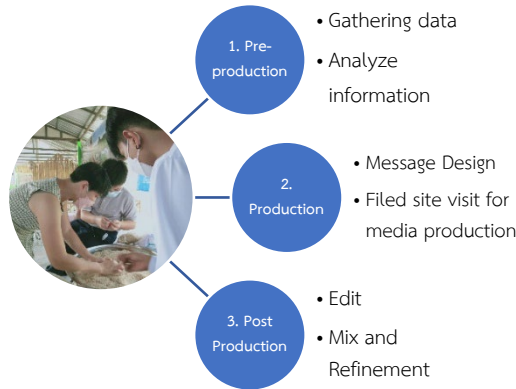 1. Pre-
production
• Gathering data
• Analyze
information
2.
Production
• Message Design
• Filed site visit for
media production
3. Post
Production
• Edit
• Mix and
Refinement